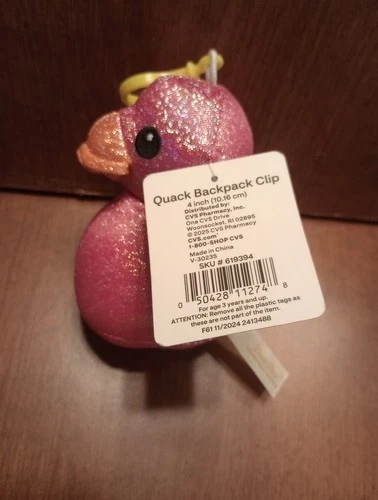 Quack Backpack Clip
4 inch (10.16 cm)
Distributed by:
CVS Pharmacy, Inc.
One CVS Drive
Woonsocket, RI 02895
© 2025 CVS Pharmacy
CVS.com®
1-800-SHOP CVS
Made in China
V-30235
SKU # 619394
0 50428 11274 8
For age 3 years and up.
ATTENTION: Remove all the plastic tags as
these are not part of the item.
F61 11/2024 2413488